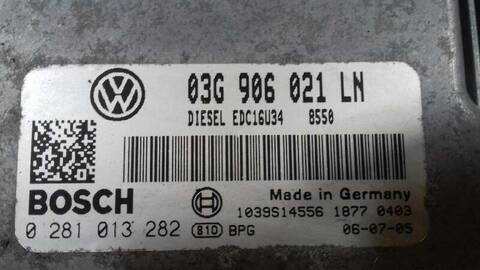 03G 906 021 LN
DIESEL EDC16U34 8550
BOSCH
Made in Germany
1039S14556 1877 0403
0 281 013 282 810 BPG 06-07-05